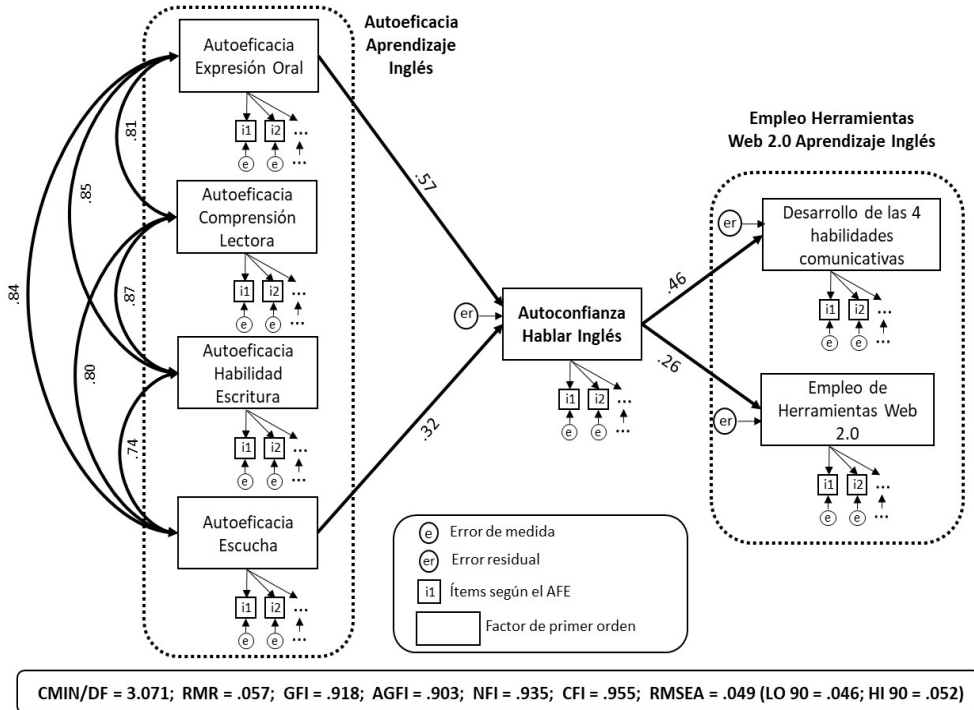 Autoeficacia
Aprendizaje
Inglés
Autoeficacia
Expresión Oral
i1 i2 ...
e e ...
.81
.85
.84
Autoeficacia
Comprensión
Lectora
i1 i2 ...
e e ...
.87
.80
Autoeficacia
Habilidad
Escritura
i1 i2 ...
e e ...
.74
Autoeficacia
Escucha
i1 i2 ...
e e ...
.57
.32
er
Autoconfianza
Hablar Inglés
i1 i2 ...
e e ...
.46
.26
Empleo Herramientas
Web 2.0 Aprendizaje Inglés
er
Desarrollo de las 4
habilidades
comunicativas
i1 i2 ...
e e ...
er
Empleo de
Herramientas Web
2.0
i1 i2 ...
e e ...
e Error de medida
er Error residual
i1 Ítems según el AFE
Factor de primer orden
CMIN/DF = 3.071; RMR = .057; GFI = .918; AGFI = .903; NFI = .935; CFI = .955; RMSEA = .049 (LO 90 = .046; HI 90 = .052)